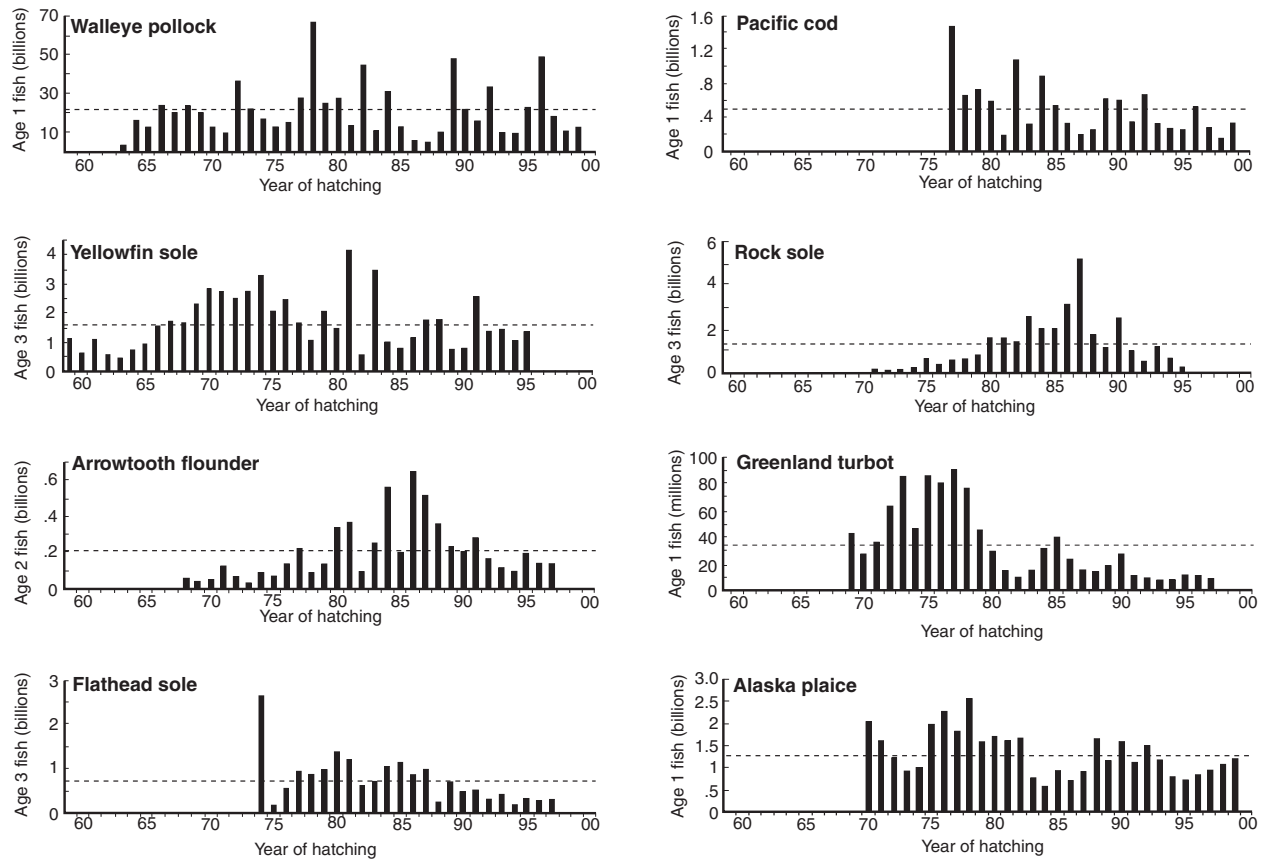 Walleye pollock
Age 1 fish (billions)
70
50
30
10
60 65 70 75 80 85 90 95 00
Year of hatching
Pacific cod
Age 1 fish (billions)
1.6
1.2
.8
.4
0
60 65 70 75 80 85 90 95 00
Year of hatching
Yellowfin sole
Age 3 fish (billions)
4
3
2
1
0
60 65 70 75 80 85 90 95 00
Year of hatching
Rock sole
Age 3 fish (billions)
6
4
2
0
60 65 70 75 80 85 90 95 00
Year of hatching
Arrowtooth flounder
Age 2 fish (billions)
.6
.4
.2
0
60 65 70 75 80 85 90 95 00
Year of hatching
Greenland turbot
Age 1 fish (millions)
100
80
60
40
20
0
60 65 70 75 80 85 90 95 00
Year of hatching
Flathead sole
Age 3 fish (billions)
3
2
1
0
60 65 70 75 80 85 90 95 00
Year of hatching
Alaska plaice
Age 1 fish (billions)
3.0
2.5
2
1.5
1
.5
0
60 65 70 75 80 85 90 95 00
Year of hatching